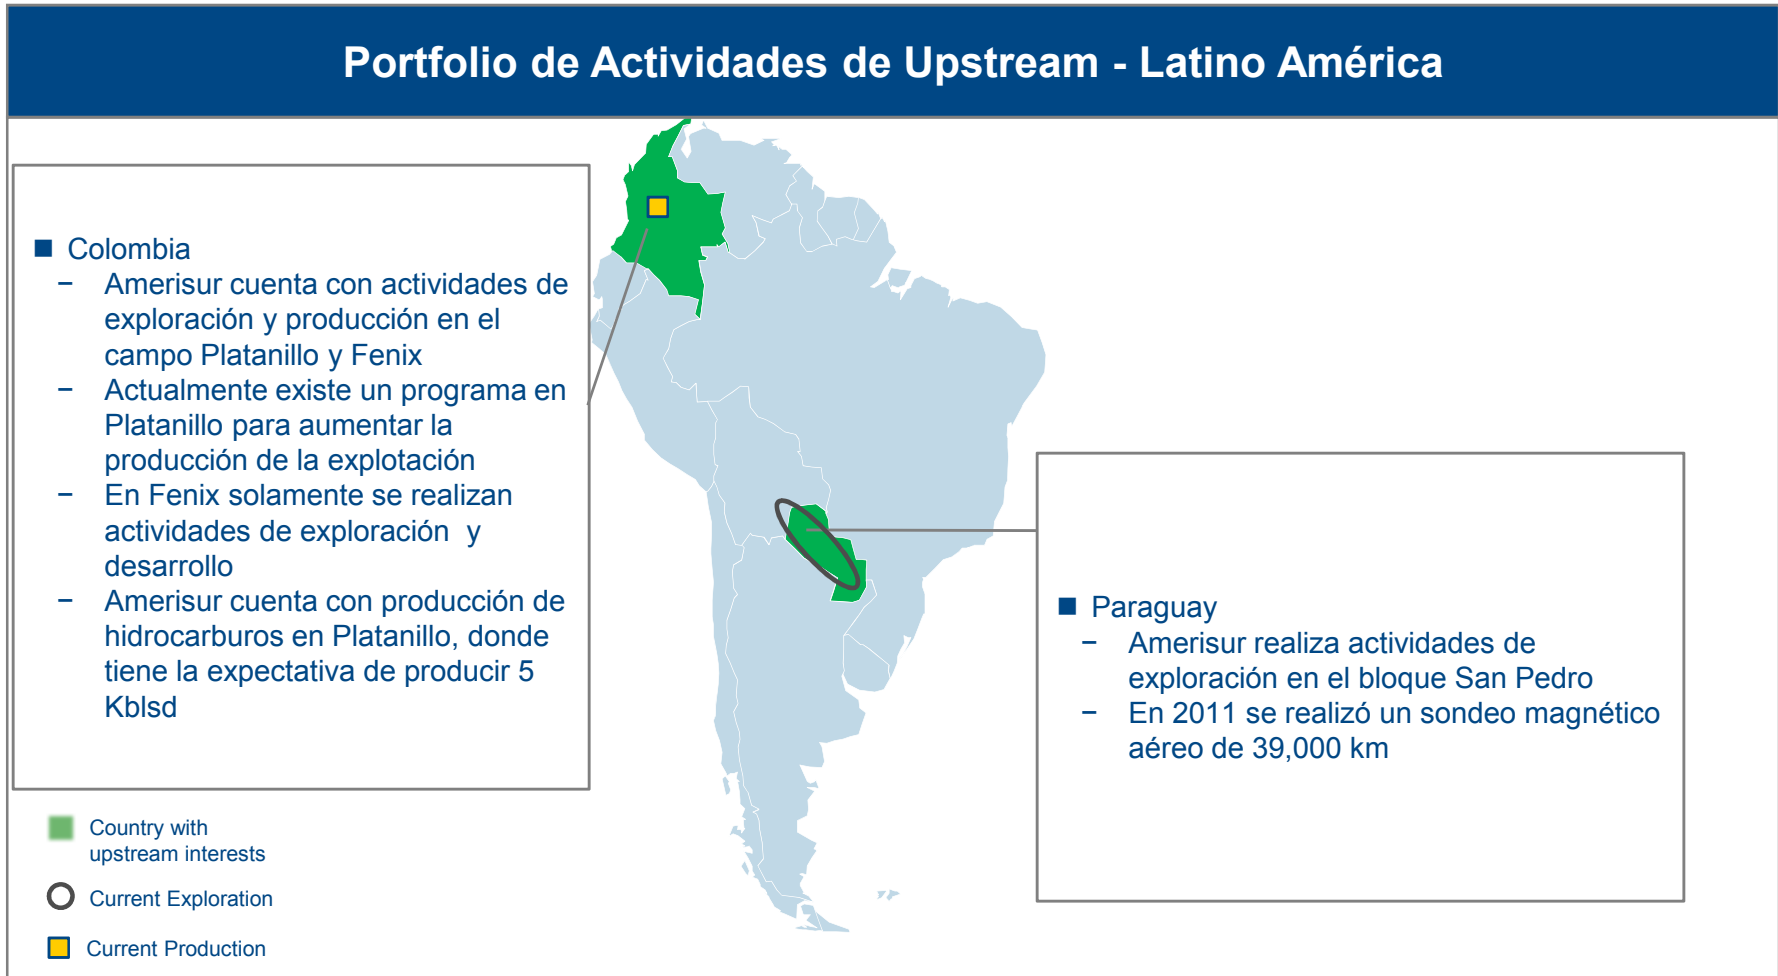 Portfolio de Actividades de Upstream - Latino América
■ Colombia
− Amerisur cuenta con actividades de
exploración y producción en el
campo Platanillo y Fenix
− Actualmente existe un programa en
Platanillo para aumentar la
producción de la explotación
− En Fenix solamente se realizan
actividades de exploración y
desarrollo
− Amerisur cuenta con producción de
hidrocarburos en Platanillo, donde
tiene la expectativa de producir 5
Kblsd
■ Paraguay
− Amerisur realiza actividades de
exploración en el bloque San Pedro
− En 2011 se realizó un sondeo magnético
aéreo de 39,000 km
Country with
upstream interests
Current Exploration
Current Production